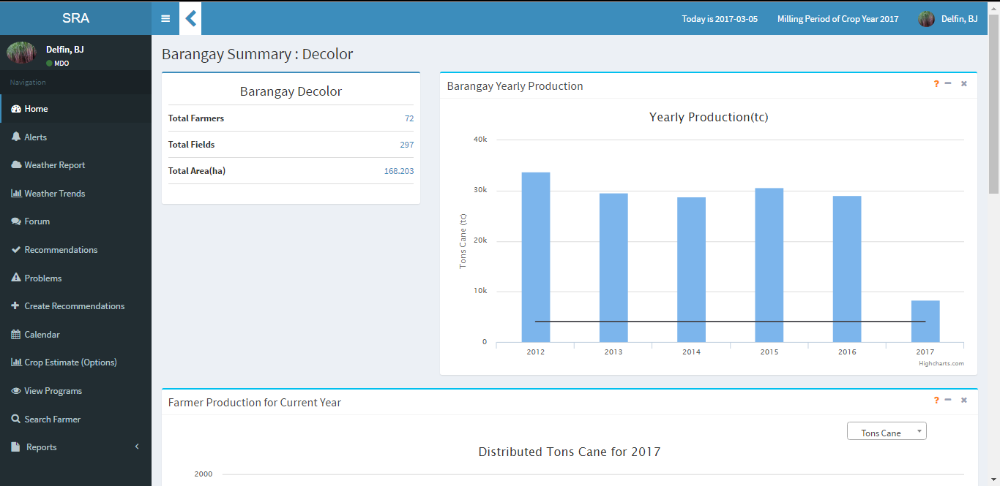 SRA
Today is 2017-03-05
Milling Period of Crop Year 2017
Delfin, BJ
Delfin, BJ
MDO
Navigation
Home
Alerts
Weather Report
Weather Trends
Forum
Recommendations
Problems
Create Recommendations
Calendar
Crop Estimate (Options)
View Programs
Search Farmer
Reports
Barangay Summary : Decolor
Barangay Decolor
Total Farmers 72
Total Fields 297
Total Area(ha) 168.203
Barangay Yearly Production
?
Yearly Production(tc)
Tons Cane (tc)
40k
30k
20k
10k
0
2012 2013 2014 2015 2016 2017
Highcharts.com
Farmer Production for Current Year
?
Tons Cane
Distributed Tons Cane for 2017
2000